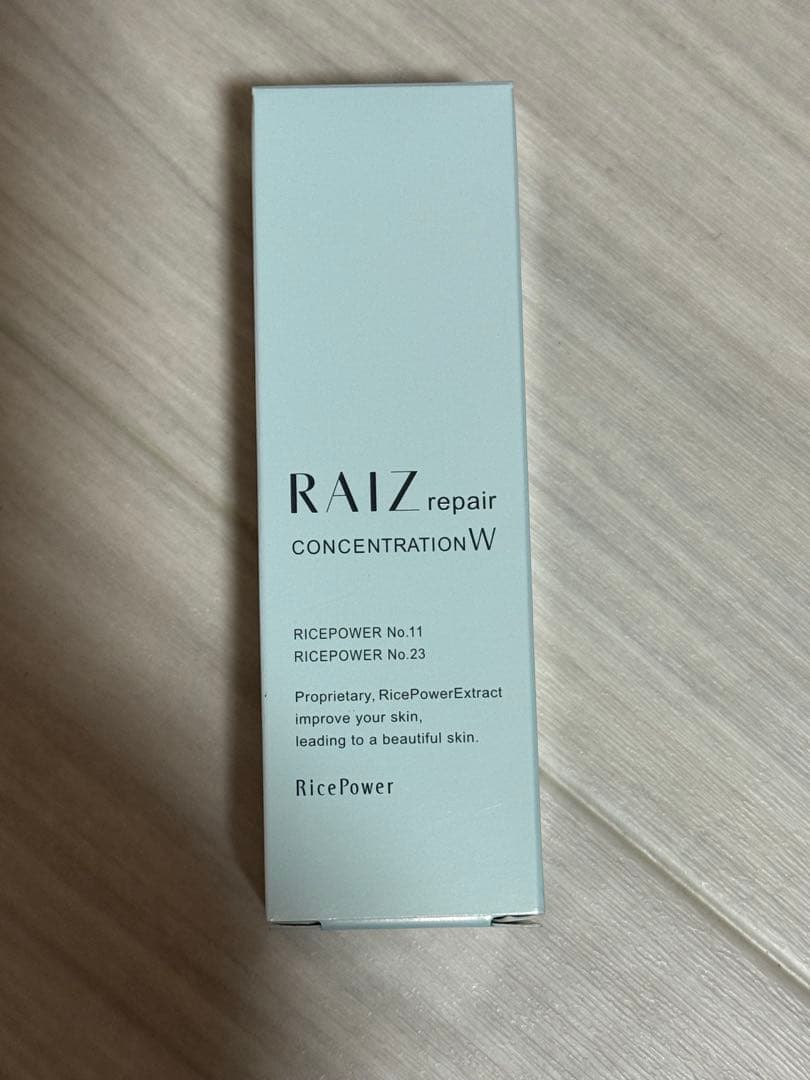 RAIZ repair
CONCENTRATION W
RICEPOWER No.11
RICEPOWER No.23
Proprietary, RicePowerExtract
improve your skin,
leading to a beautiful skin.
RicePower